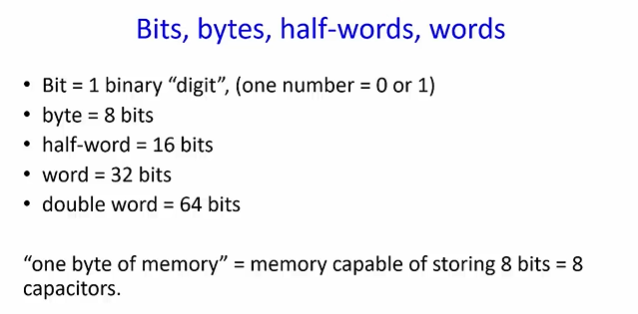 Bits, bytes, half-words, words
• Bit = 1 binary “digit”, (one number = 0 or 1)
• byte = 8 bits
• half-word = 16 bits
• word = 32 bits
• double word = 64 bits
“one byte of memory” = memory capable of storing 8 bits = 8
capacitors.